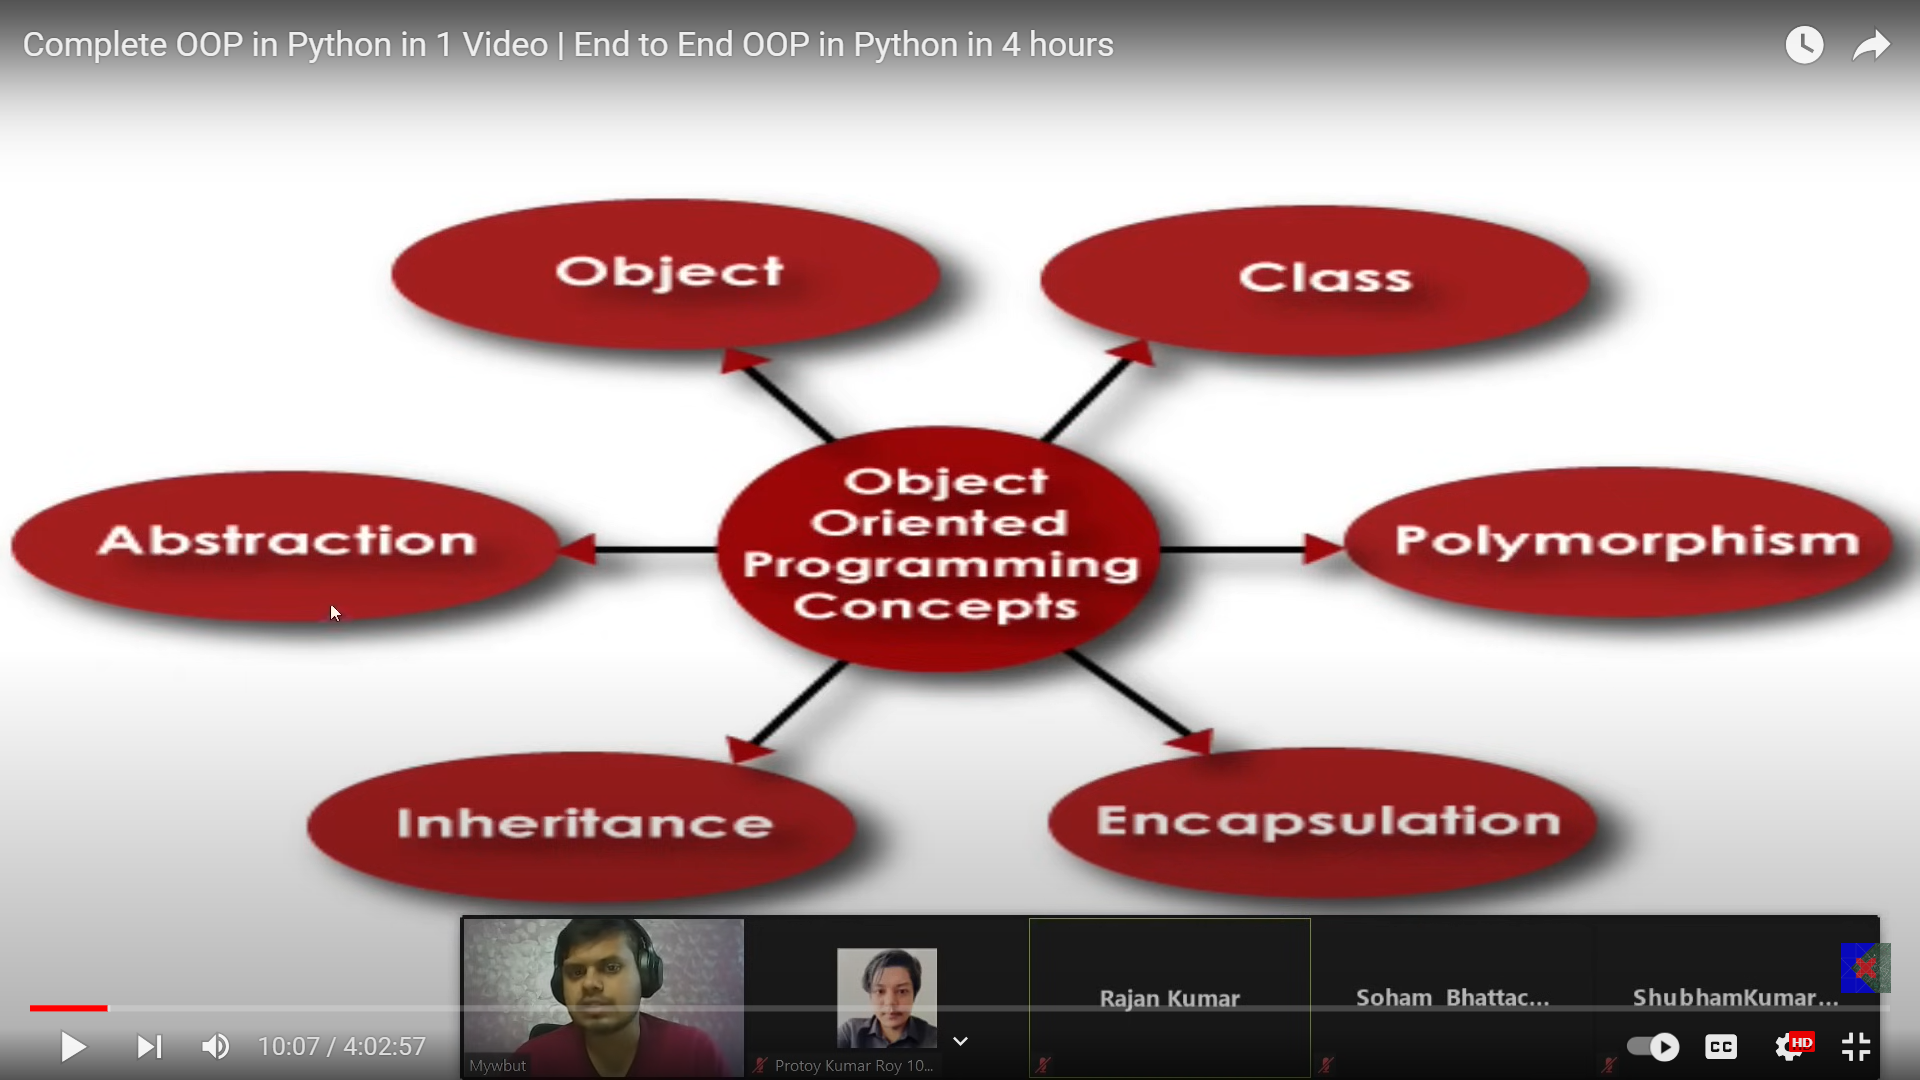 Complete OOP in Python in 1 Video | End to End OOP in Python in 4 hours
Object
Class
Object
Oriented
Programming
Concepts
Abstraction
Polymorphism
Inheritance
Encapsulation
Mywbut
Protoy Kumar Roy 10...
Rajan Kumar
Soham Bhattac...
ShubhamKumar...
10:07 / 4:02:57
CC
HD